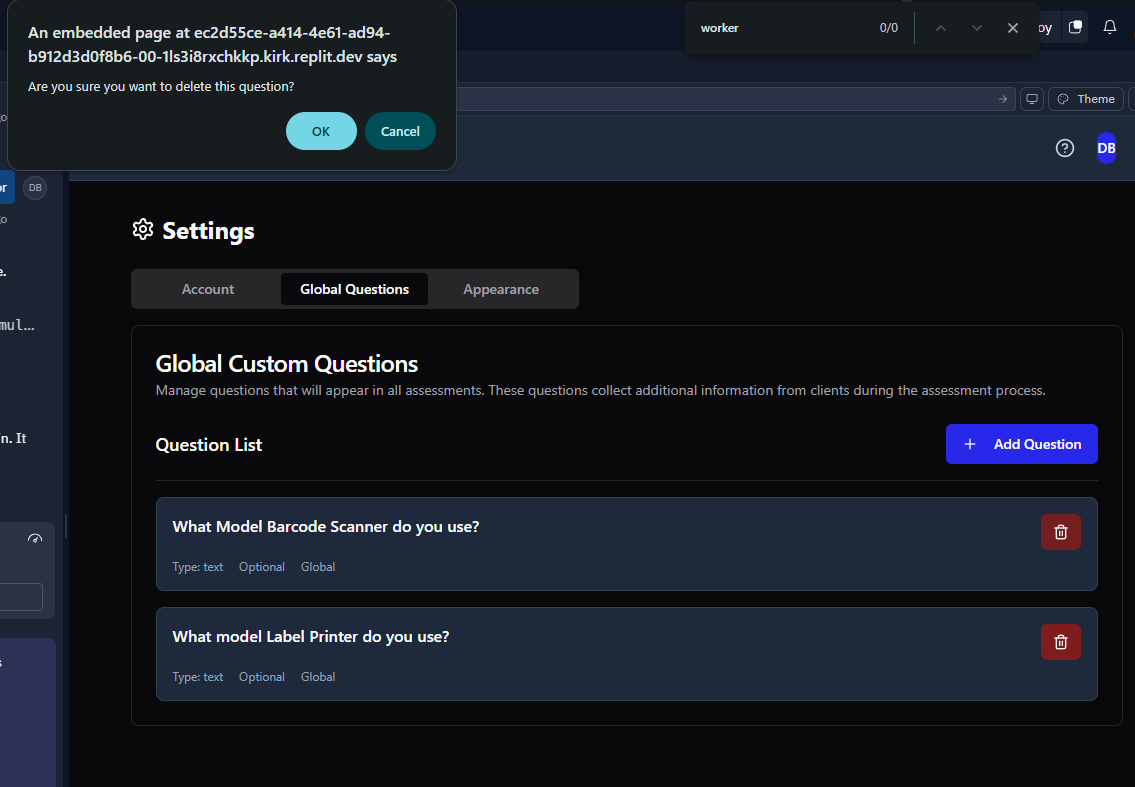 An embedded page at ec2d55ce-a414-4e61-ad94-
b912d3d0f8b6-00-1ls3i8rxchkkp.kirk.replit.dev says
Are you sure you want to delete this question?
OK
Cancel
worker
0/0
oy
Theme
DB
or
DB
go
e.
mul...
n. It
s
Settings
Account
Global Questions
Appearance
Global Custom Questions
Manage questions that will appear in all assessments. These questions collect additional information from clients during the assessment process.
Question List
+ Add Question
What Model Barcode Scanner do you use?
Type: text Optional Global
What model Label Printer do you use?
Type: text Optional Global